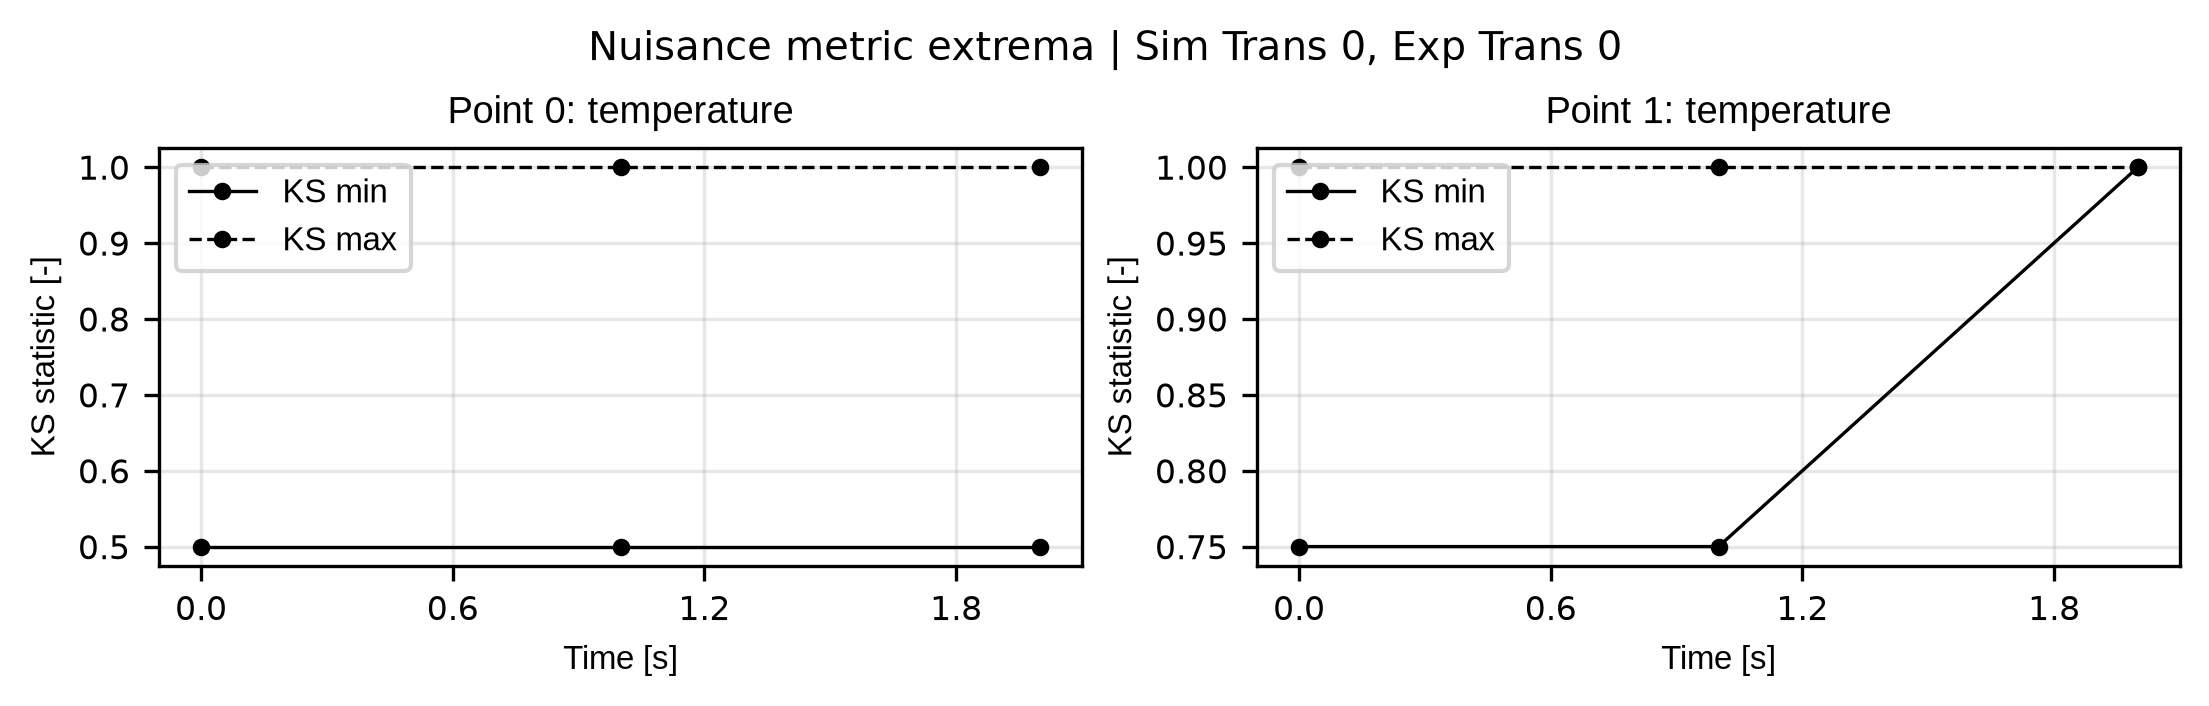 Nuisance metric extrema | Sim Trans 0, Exp Trans 0
Point 0: temperature
KS statistic [-]
1.0
0.9
0.8
0.7
0.6
0.5
KS min
KS max
0.0 0.6 1.2 1.8
Time [s]
Point 1: temperature
KS statistic [-]
1.00
0.95
0.90
0.85
0.80
0.75
KS min
KS max
0.0 0.6 1.2 1.8
Time [s]